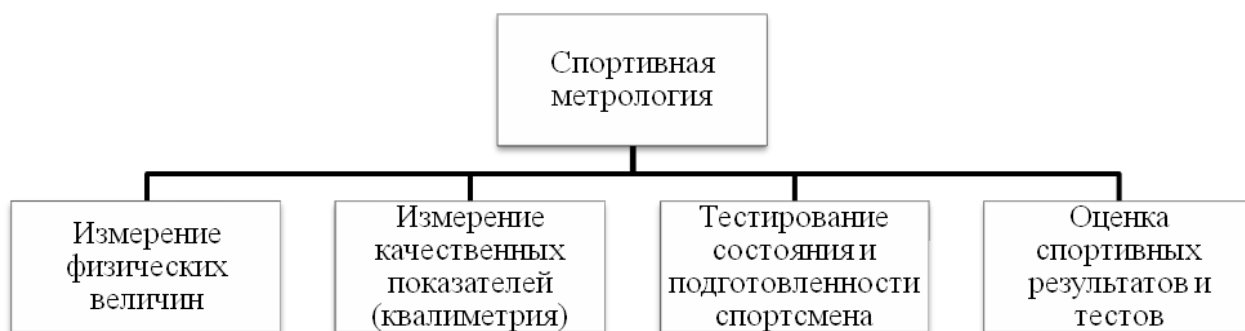 Спортивная
метрология
Измерение
физических
величин
Измерение
качественных
показателей
(квалиметрия)
Тестирование
состояния и
подготовленности
спортсмена
Оценка
спортивных
результатов и
тестов